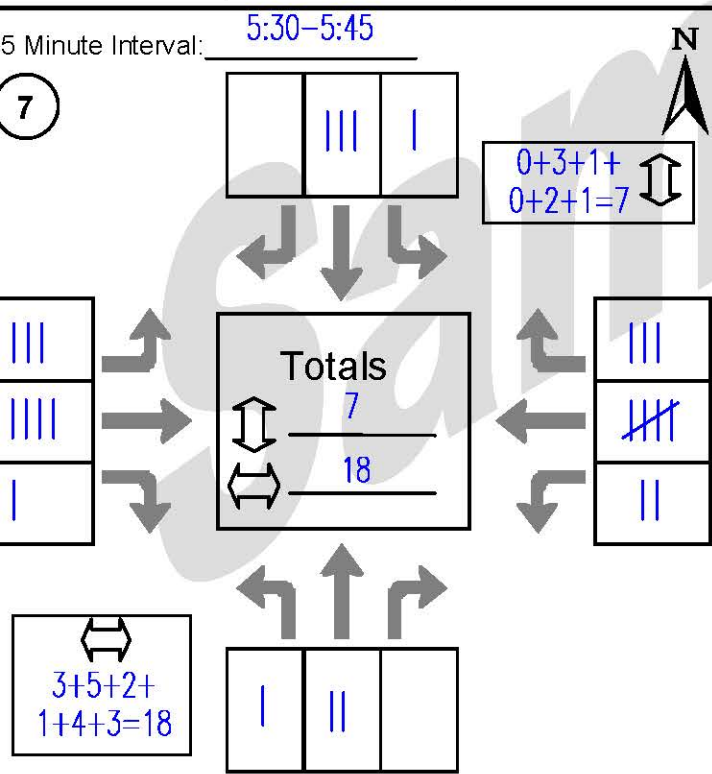 5 Minute Interval: 5:30-5:45
N
7
0+3+1+
0+2+1=7
Totals
7
18
3+5+2+
1+4+3=18